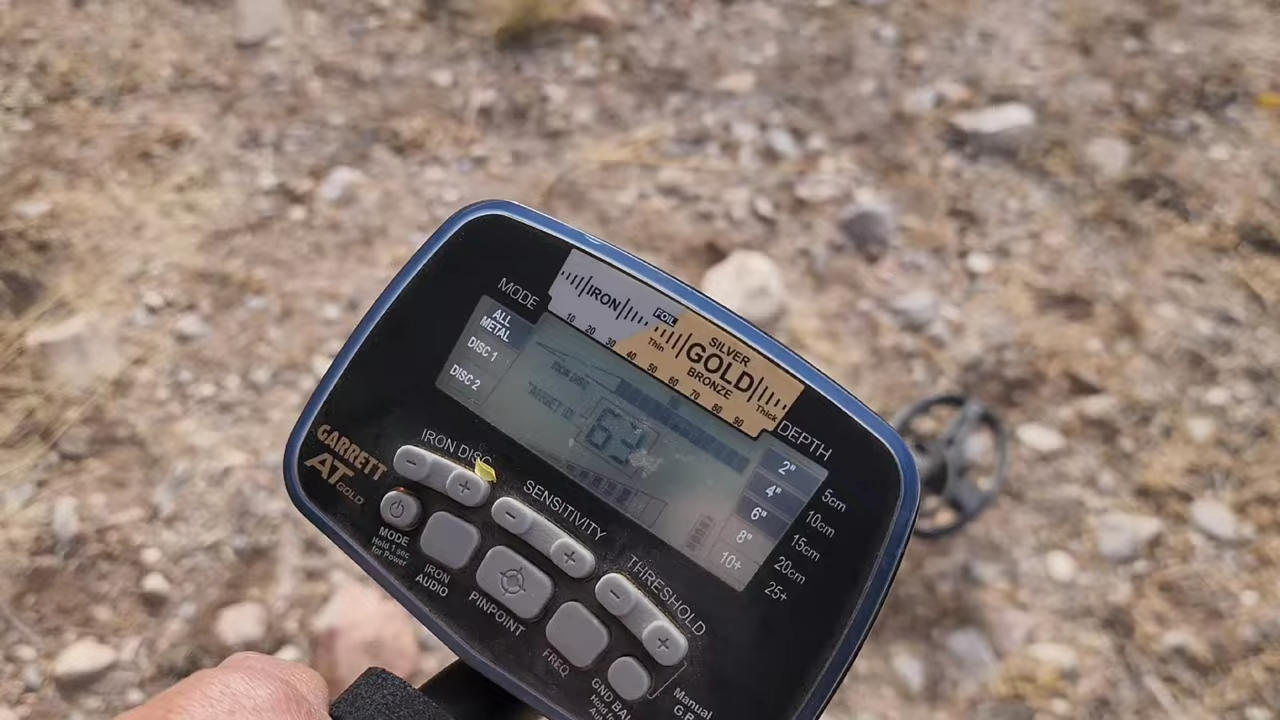 MODE
ALL
METAL
DISC 1
DISC 2
IRON
FOIL
Thin
SILVER
GOLD
BRONZE
Thick
10 20 30 40 50 60 70 80 90
IRON DISC
TARGET ID
DEPTH
2" 5cm
4" 10cm
6" 15cm
8" 20cm
10+ 25+
GARRETT
AT
GOLD
IRON DISC
- +
SENSITIVITY
- +
THRESHOLD
- +
MODE
Hold 1 sec
for Power
IRON
AUDIO
PINPOINT
FREQ
GND BAL
Manual